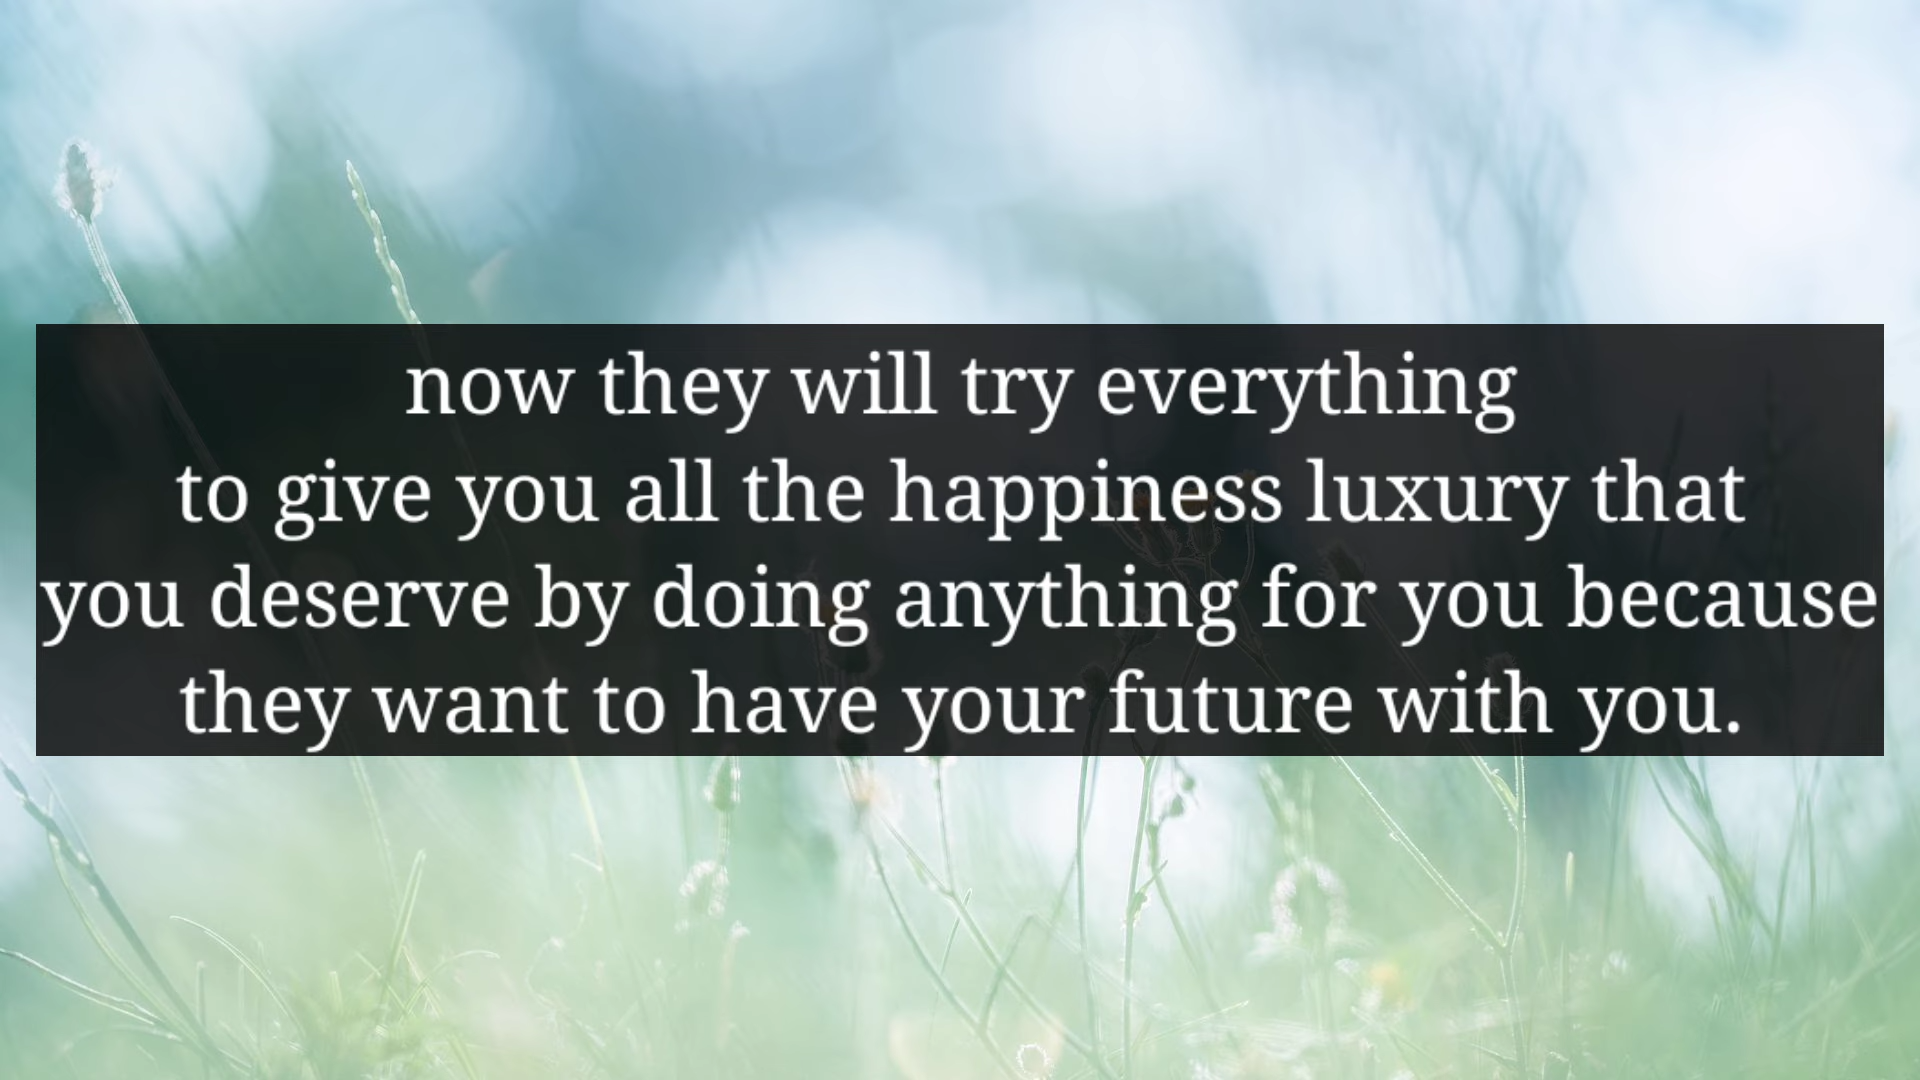 now they will try everything
to give you all the happiness luxury that
you deserve by doing anything for you because
they want to have your future with you.